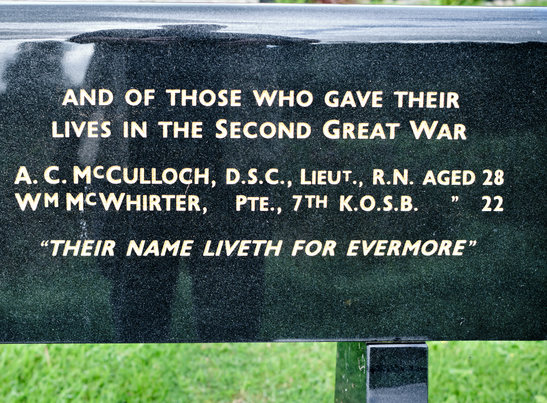 AND OF THOSE WHO GAVE THEIR
LIVES IN THE SECOND GREAT WAR
A. C. MCCULLOCH, D.S.C., LIEUT., R.N. AGED 28
WM MCWHIRTER, PTE., 7TH K.O.S.B. " 22
"THEIR NAME LIVETH FOR EVERMORE"